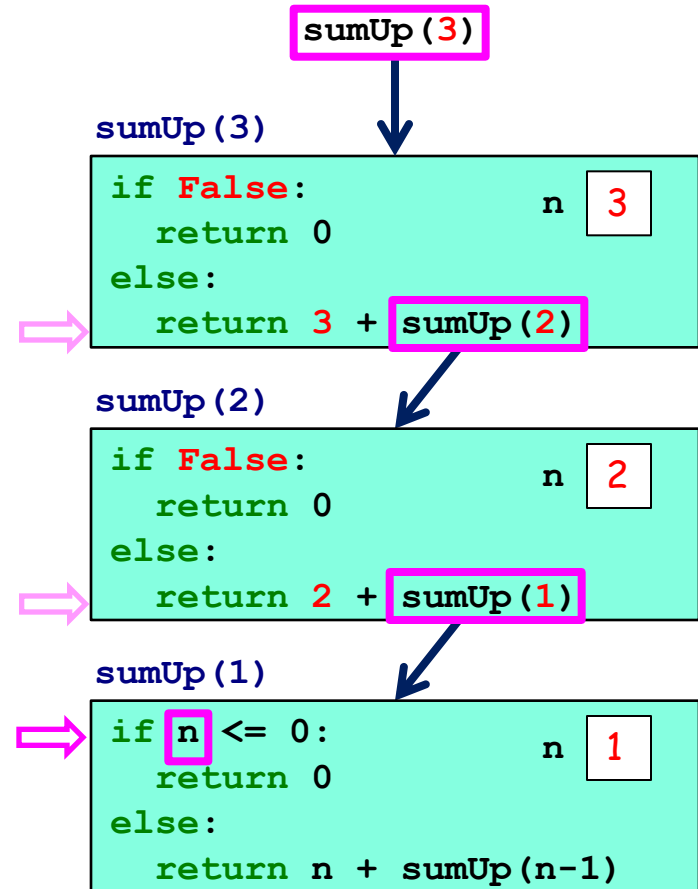 sumUp(3)
sumUp(3)
if False: n 3
  return 0
else:
  return 3 + sumUp(2)
sumUp(2)
if False: n 2
  return 0
else:
  return 2 + sumUp(1)
sumUp(1)
if n <= 0: n 1
  return 0
else:
  return n + sumUp(n-1)